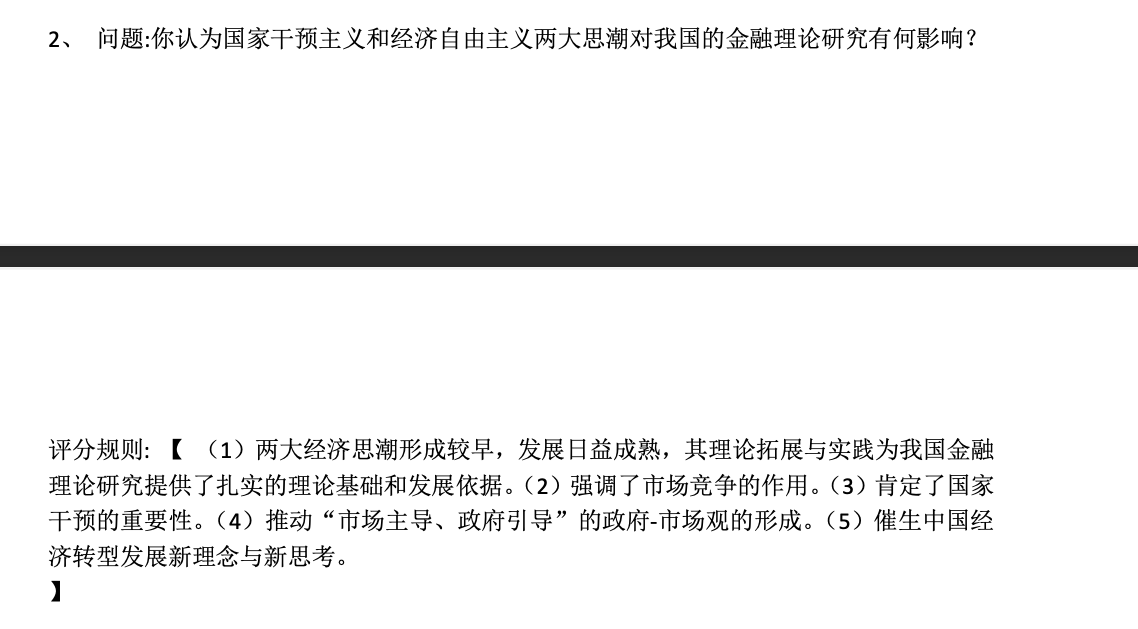 2、 问题:你认为国家干预主义和经济自由主义两大思潮对我国的金融理论研究有何影响？
评分规则: 【 （1）两大经济思潮形成较早，发展日益成熟，其理论拓展与实践为我国金融
理论研究提供了扎实的理论基础和发展依据。（2）强调了市场竞争的作用。（3）肯定了国家
干预的重要性。（4）推动“市场主导、政府引导”的政府-市场观的形成。（5）催生中国经
济转型发展新理念与新思考。
】